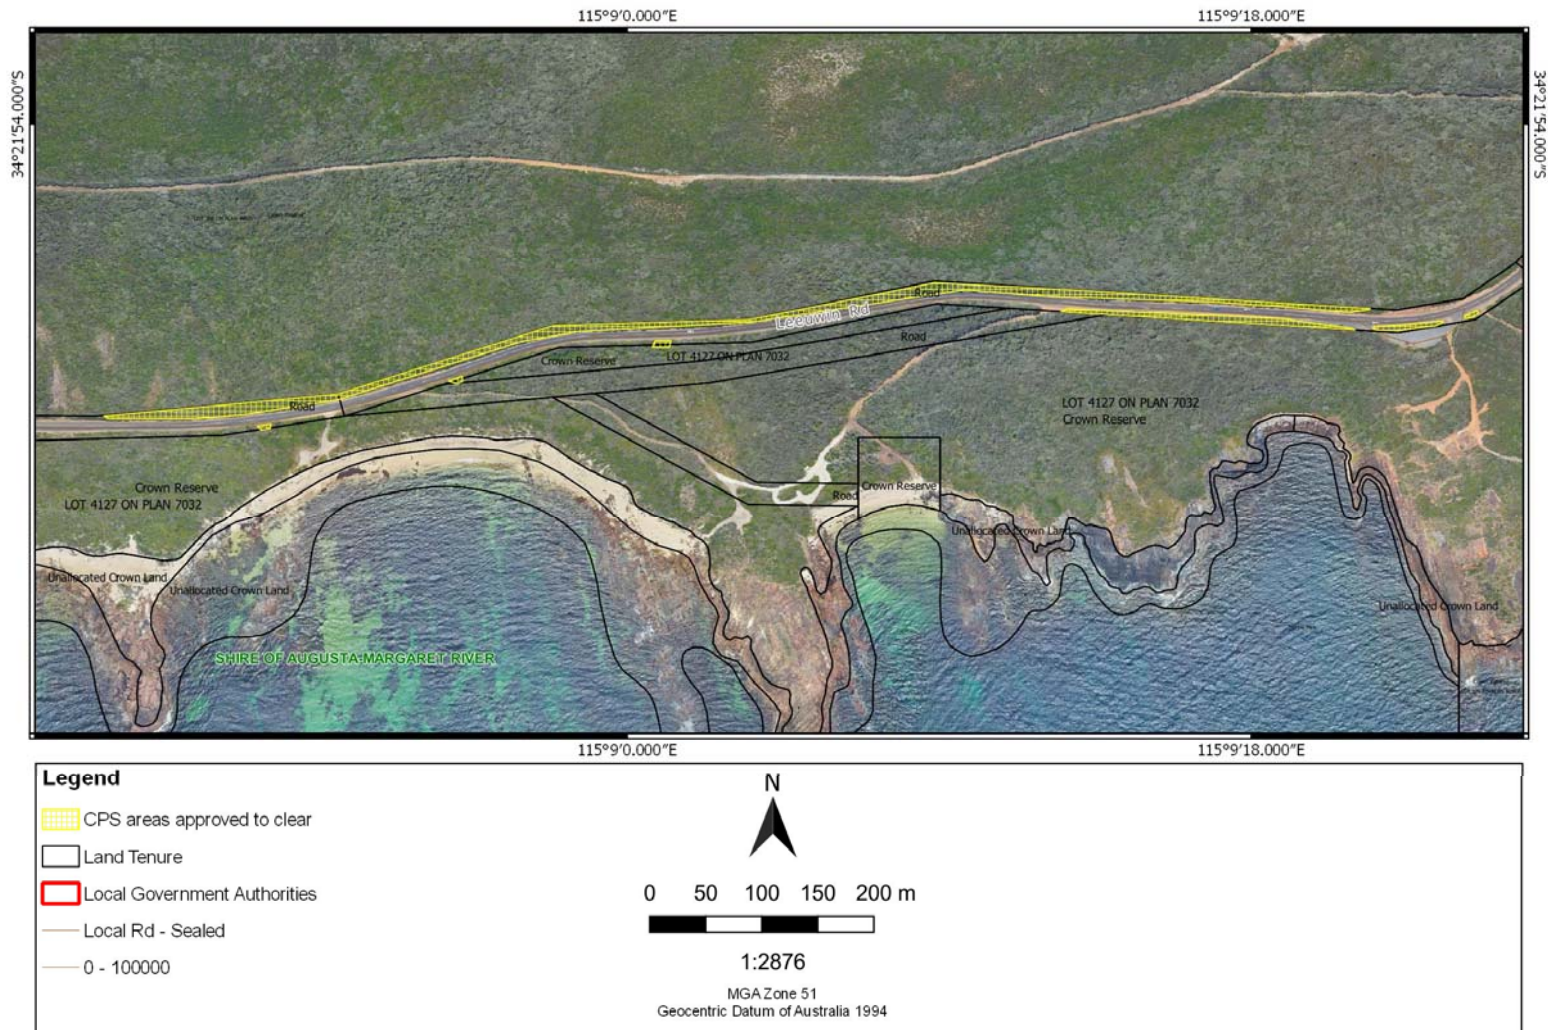 115°9'0.000"E
115°9'18.000"E
34°21'54.000"S
34°21'54.000"S
Road
Leeuwin Rd
Road
Crown Reserve
LOT 4127 ON PLAN 7032
Road
LOT 4127 ON PLAN 7032
Crown Reserve
Crown Reserve
LOT 4127 ON PLAN 7032
Crown Reserve
Road
Unallocated Crown Land
Unallocated Crown Land
Unallocated Crown Land
Unallocated Crown Land
SHIRE OF AUGUSTA-MARGARET RIVER
115°9'0.000"E
115°9'18.000"E
Legend
CPS areas approved to clear
Land Tenure
Local Government Authorities
Local Rd - Sealed
0 - 100000
N
0 50 100 150 200 m
1:2876
MGA Zone 51
Geocentric Datum of Australia 1994